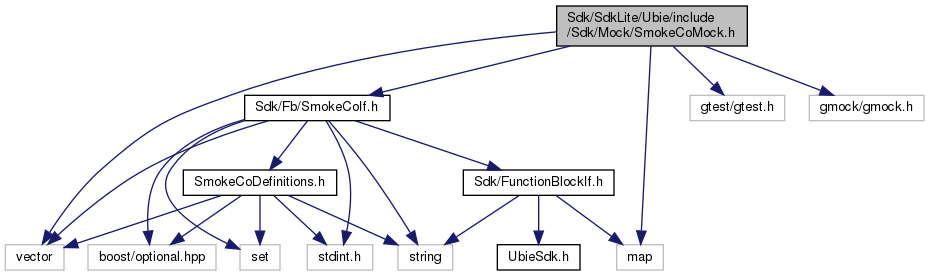 Sdk/SdkLite/Ubie/include
/Sdk/Mock/SmokeCoMock.h
Sdk/Fb/SmokeCoIf.h
gtest/gtest.h
gmock/gmock.h
SmokeCoDefinitions.h
Sdk/FunctionBlockIf.h
vector
boost/optional.hpp
set
stdint.h
string
UbieSdk.h
map